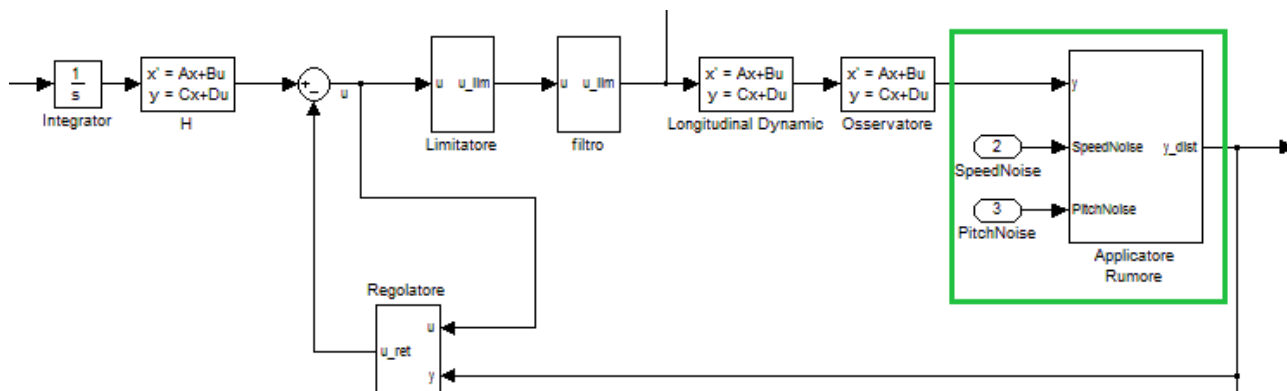 1
s
Integrator
x' = Ax+Bu
y = Cx+Du
H
+
−
u
u u_lim
Limitatore
u u_lim
filtro
x' = Ax+Bu
y = Cx+Du
Longitudinal Dynamic
x' = Ax+Bu
y = Cx+Du
Osservatore
y
2
SpeedNoise
SpeedNoise y_dist
3
PitchNoise
PitchNoise
Applicatore
Rumore
Regolatore
u
u_ret
y